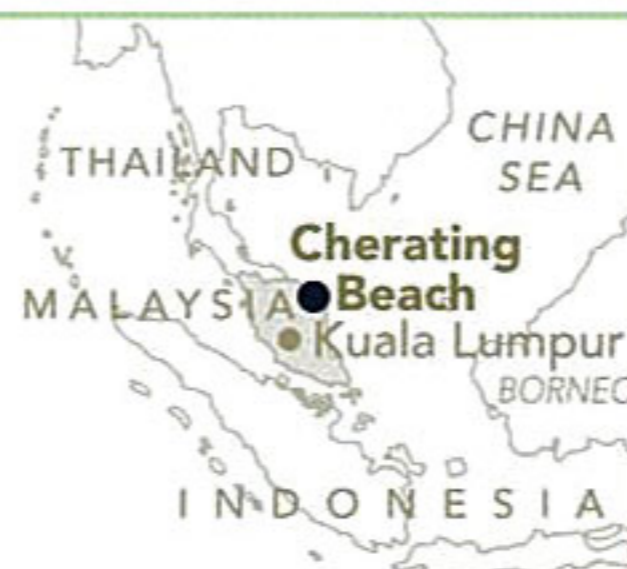 CHINA
SEA
THAILAND
Cherating
Beach
MALAYSIA
Kuala Lumpur
BORNEO
INDONESIA